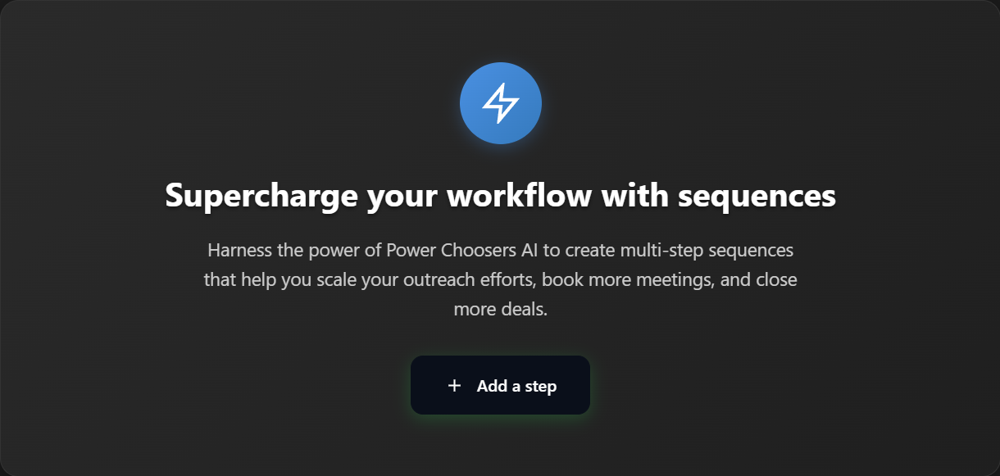 Supercharge your workflow with sequences
Harness the power of Power Choosers AI to create multi-step sequences
that help you scale your outreach efforts, book more meetings, and close
more deals.
+ Add a step